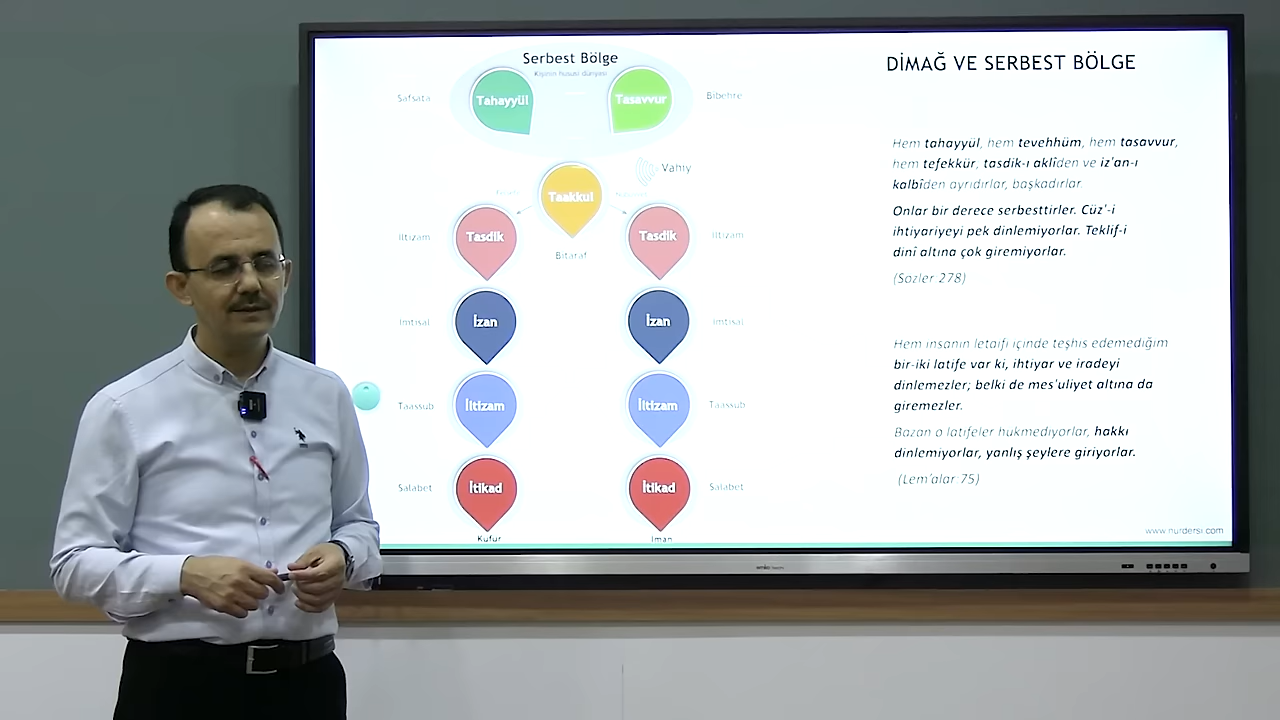 Serbest Bölge
Kişinin hususi dünyası
Safsata
Tahayyül
Tasavvur
Bibehre
Vahiy
Taakkul
İltizam
Tasdik
Tasdik
İltizam
Bitaraf
İmtisal
İzan
İzan
İmtisal
Taassub
İltizam
İltizam
Taassub
Salabet
İtikad
İtikad
Salabet
Küfür
İman
DİMAĞ VE SERBEST BÖLGE
Hem tahayyül, hem tevehhüm, hem tasavvur,
hem tefekkür, tasdik-ı aklîden ve iz'an-ı
kalbîden ayrıdırlar, başkadırlar.
Onlar bir derece serbesttirler. Cüz'-i
ihtiyariyeyi pek dinlemiyorlar. Teklif-i
dinî altına çok giremiyorlar.
(Sözler 278)
Hem insanın letaifi içinde teşhis edemediğim
bir-iki latife var ki, ihtiyar ve iradeyi
dinlemezler; belki de mes'uliyet altına da
giremezler.
Bazan o latifeler hükmediyorlar, hakkı
dinlemiyorlar, yanlış şeylere giriyorlar.
(Lem'alar 75)
www.nurdersi.com